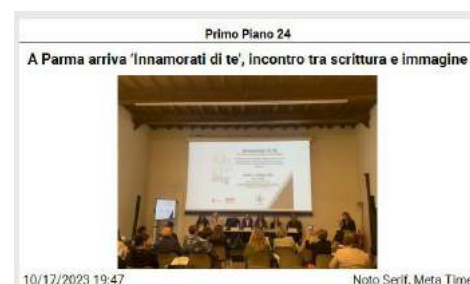 Primo Piano 24
A Parma arriva 'Innamorati di te', incontro tra scrittura e immagine
10/17/2023 19:47
Noto Serif, Meta Time